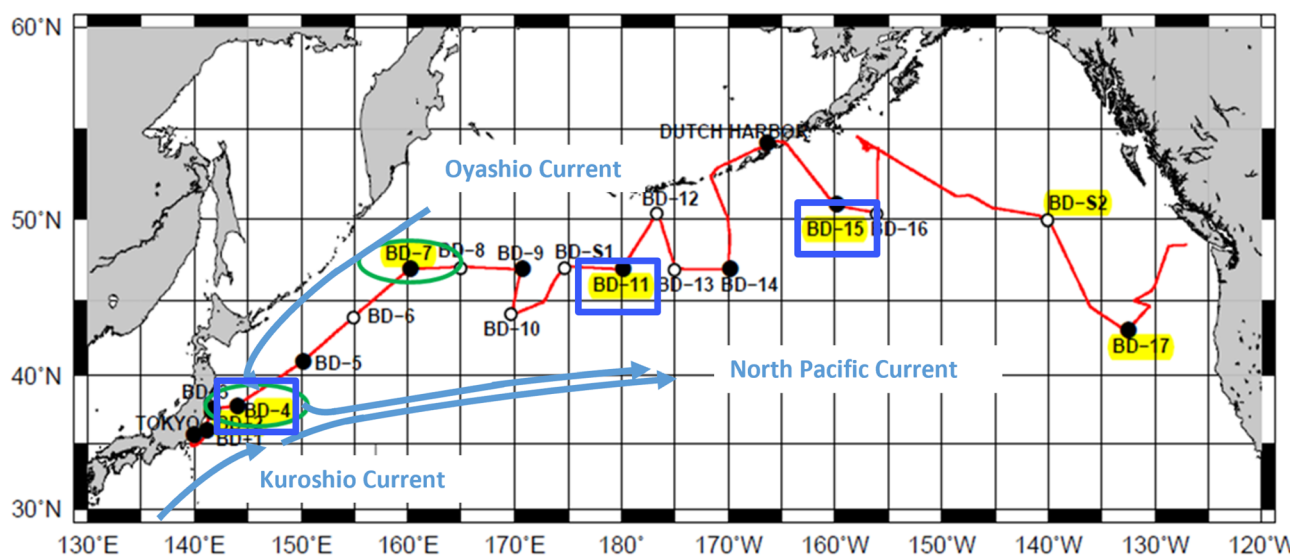 60°N
DUTCH HARBOR
Oyashio Current
BD-12
50°N
BD-S2
BD-7
BD-8
BD-9
BD-S1
BD-15
BD-16
BD-11
BD-13
BD-14
BD-6
BD-10
BD-5
BD-17
North Pacific Current
40°N
BD-4
TOKYO
BD-1
Kuroshio Current
30°N
130°E
140°E
150°E
160°E
170°E
180°W
170°W
160°W
150°W
140°W
130°W
120°W